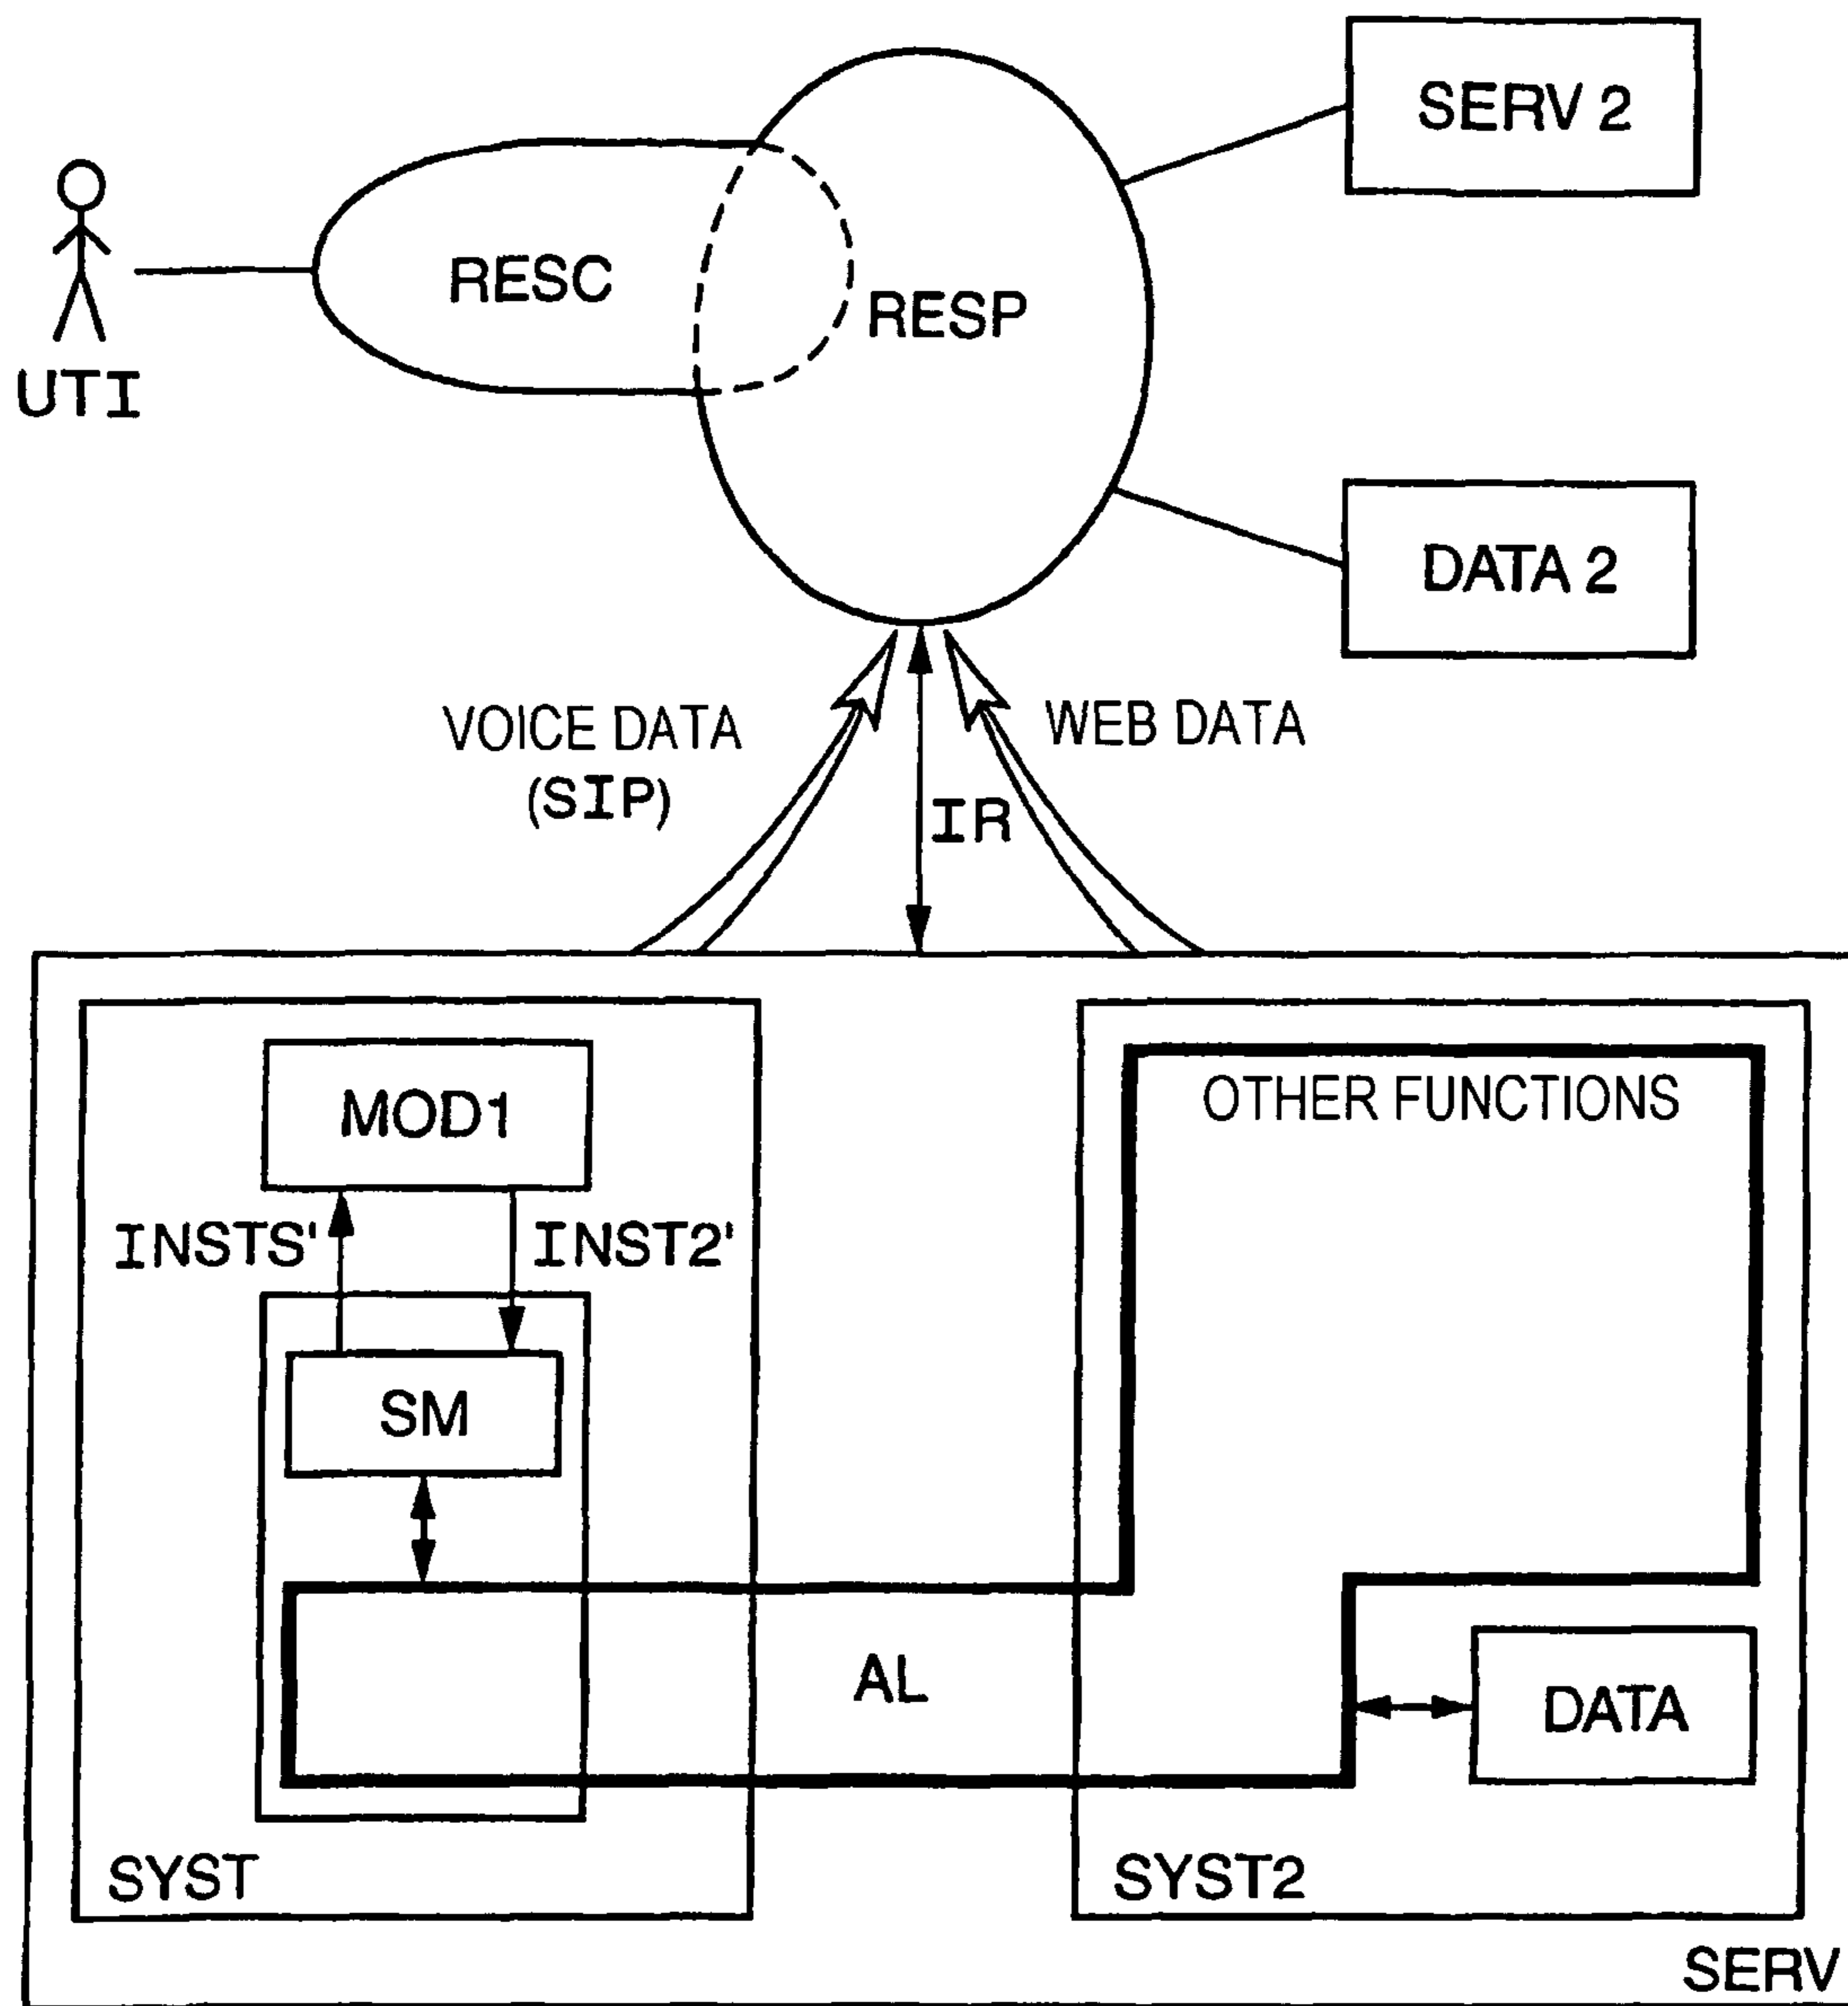 SERV 2
RESC
RESP
UTI
DATA 2
VOICE DATA
(SIP)
WEB DATA
IR
MOD1
OTHER FUNCTIONS
INSTS'
INST2'
SM
AL
DATA
SYST
SYST2
SERV